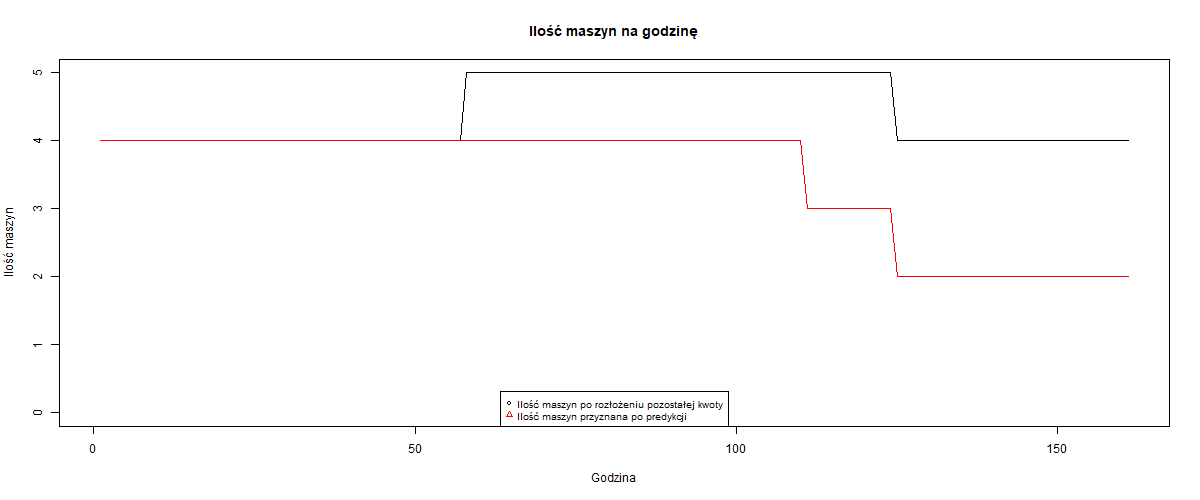 Ilość maszyn na godzinę
Ilość maszyn
5
4
3
2
1
0
Ilość maszyn po rozłożeniu pozostałej kwoty
Ilość maszyn przyznana po predykcji
0 50 100 150
Godzina